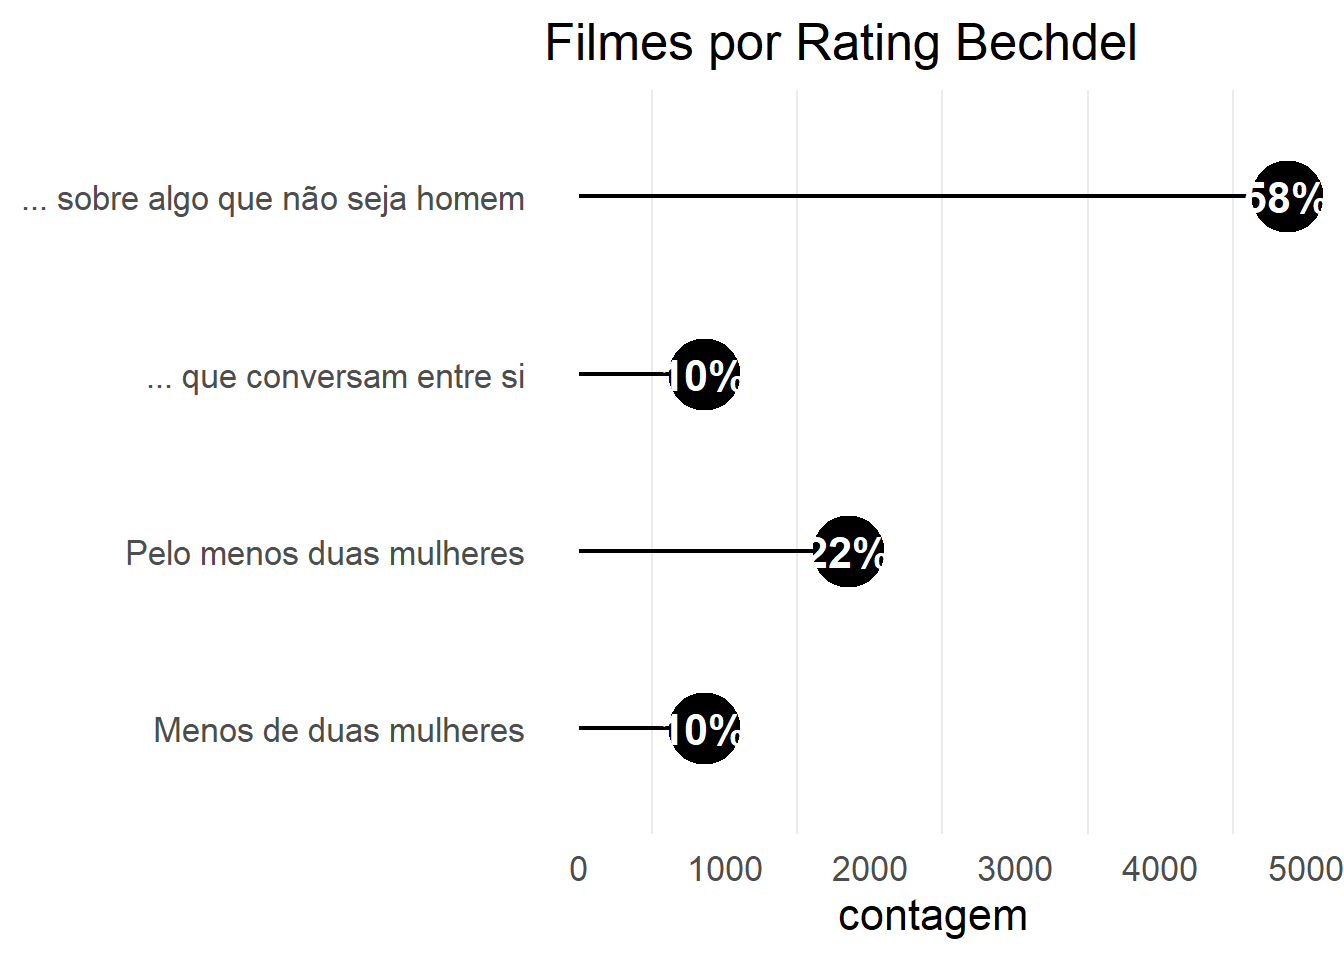 Filmes por Rating Bechdel
... sobre algo que não seja homem
58%
... que conversam entre si
10%
Pelo menos duas mulheres
22%
Menos de duas mulheres
10%
0 1000 2000 3000 4000 5000
contagem